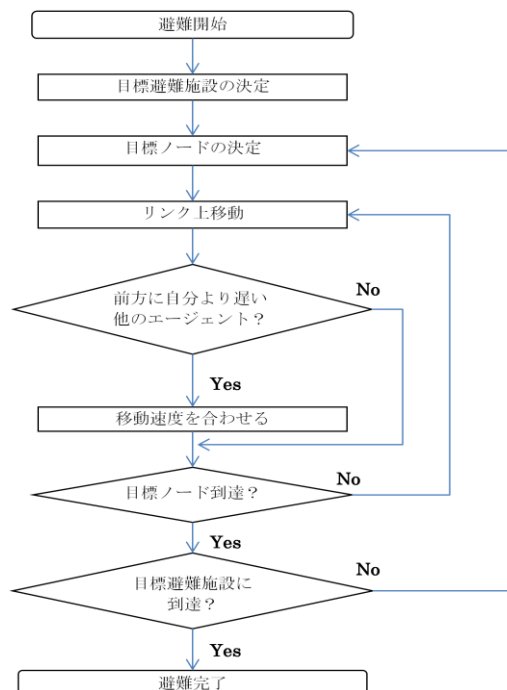 避難開始
目標避難施設の決定
目標ノードの決定
リンク上移動
前方に自分より遅い
他のエージェント？
No
Yes
移動速度を合わせる
目標ノード到達？
No
Yes
目標避難施設に
到達？
No
Yes
避難完了